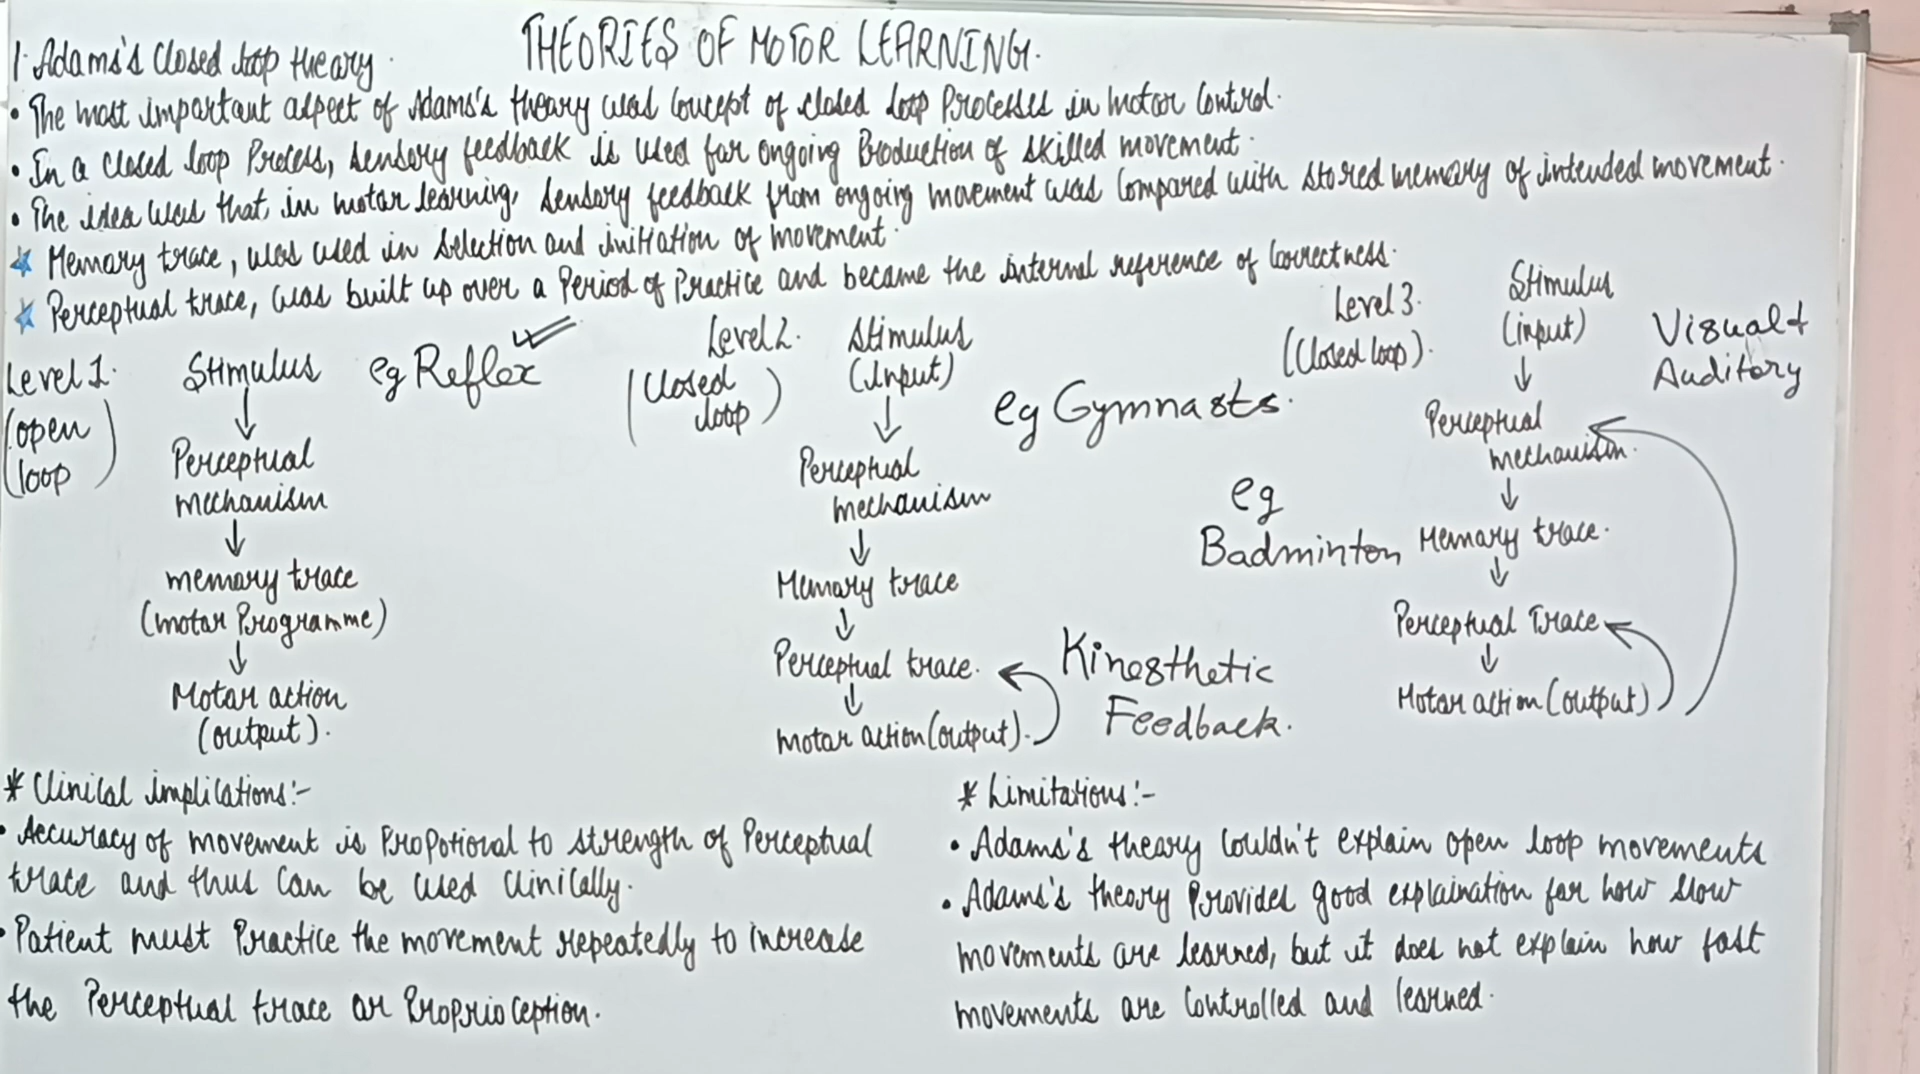 THEORIES OF MOTOR LEARNING.
1. Adams's Closed loop theory.
• The most important aspect of Adams's theory was concept of closed loop Processes in motor Control.
• In a closed loop Process, sensory feedback is used for ongoing Production of skilled movement.
• The idea was that, in motor learning, sensory feedback from ongoing movement was Compared with stored memory of intended movement.
☆ Memory trace, was used in selection and initiation of movement.
☆ Perceptual trace, was built up over a Period of Practice and became the internal reference of Correctness.
Level 1.
(open
loop)
Stimulus
↓
Perceptual
mechanism
↓
memory trace
(motor Programme)
↓
Motor action
(output).
eg Reflex
Level 2.
(Closed
loop)
Stimulus
(Input)
↓
Perceptual
mechanism
↓
Memory trace
↓
Perceptual trace.
↓
motor action (output).
eg Gymnasts.
Kinesthetic
Feedback.
Level 3.
(Closed loop).
Stimulus
(input)
↓
Perceptual
mechanism.
↓
Memory trace.
↓
Perceptual Trace
↓
Motor action (output)
Visual +
Auditory
eg
Badminton
* Clinical implications:-
• Accuracy of movement is Propotional to strength of Perceptual
trace and thus Can be used Clinically.
• Patient must Practice the movement repeatedly to increase
the Perceptual trace or Proprioception.
* Limitations:-
• Adams's theory Couldn't explain open loop movements
• Adams's theory Provides good explaination for how slow
movements are learned, but it does not explain how fast
movements are Controlled and learned.